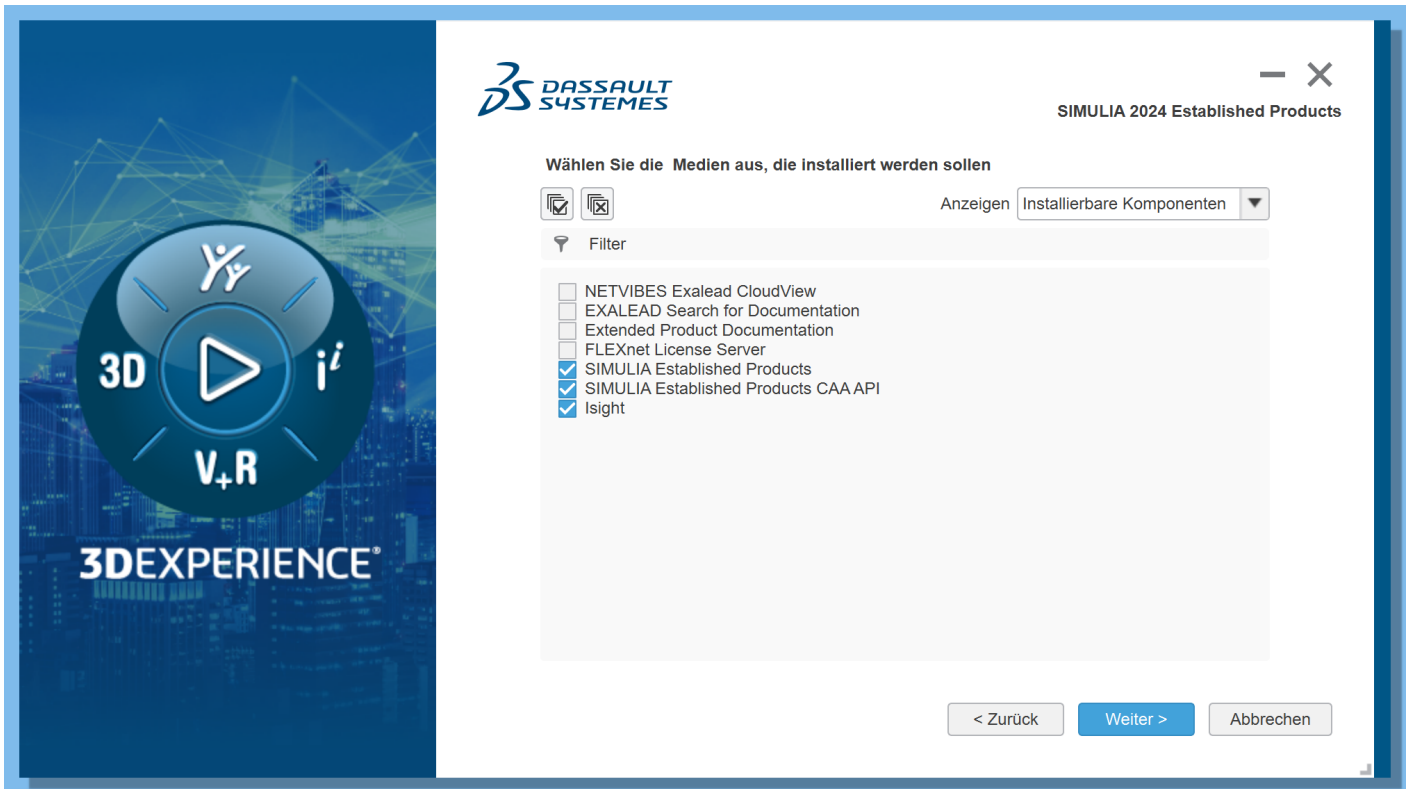 DASSAULT
SYSTEMES
SIMULIA 2024 Established Products
Wählen Sie die Medien aus, die installiert werden sollen
Anzeigen Installierbare Komponenten
Filter
NETVIBES Exalead CloudView
EXALEAD Search for Documentation
Extended Product Documentation
FLEXnet License Server
SIMULIA Established Products
SIMULIA Established Products CAA API
Isight
3D
i i
V+R
3DEXPERIENCE®
< Zurück Weiter > Abbrechen